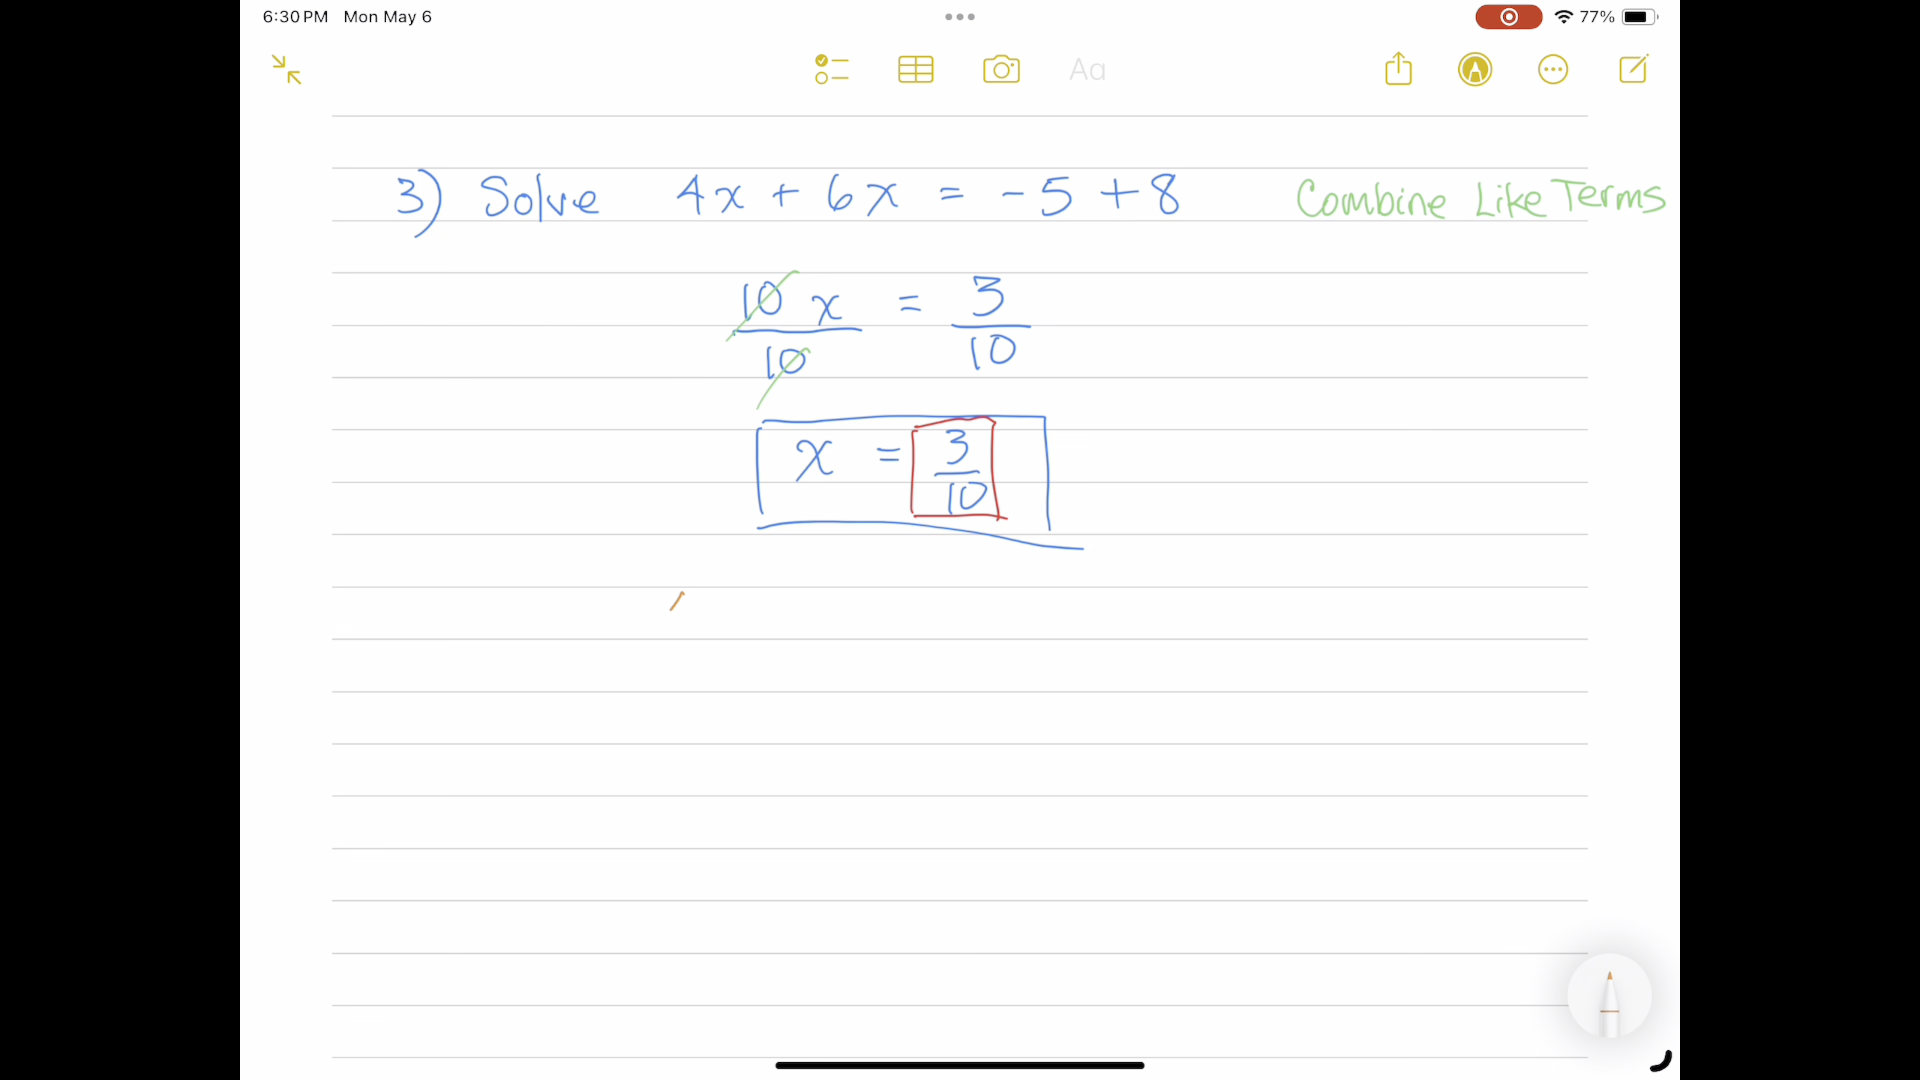 6:30 PM Mon May 6
77%
Aa
3) Solve 4x + 6x = -5 + 8 Combine Like Terms
10x/10 = 3/10
x = 3/10